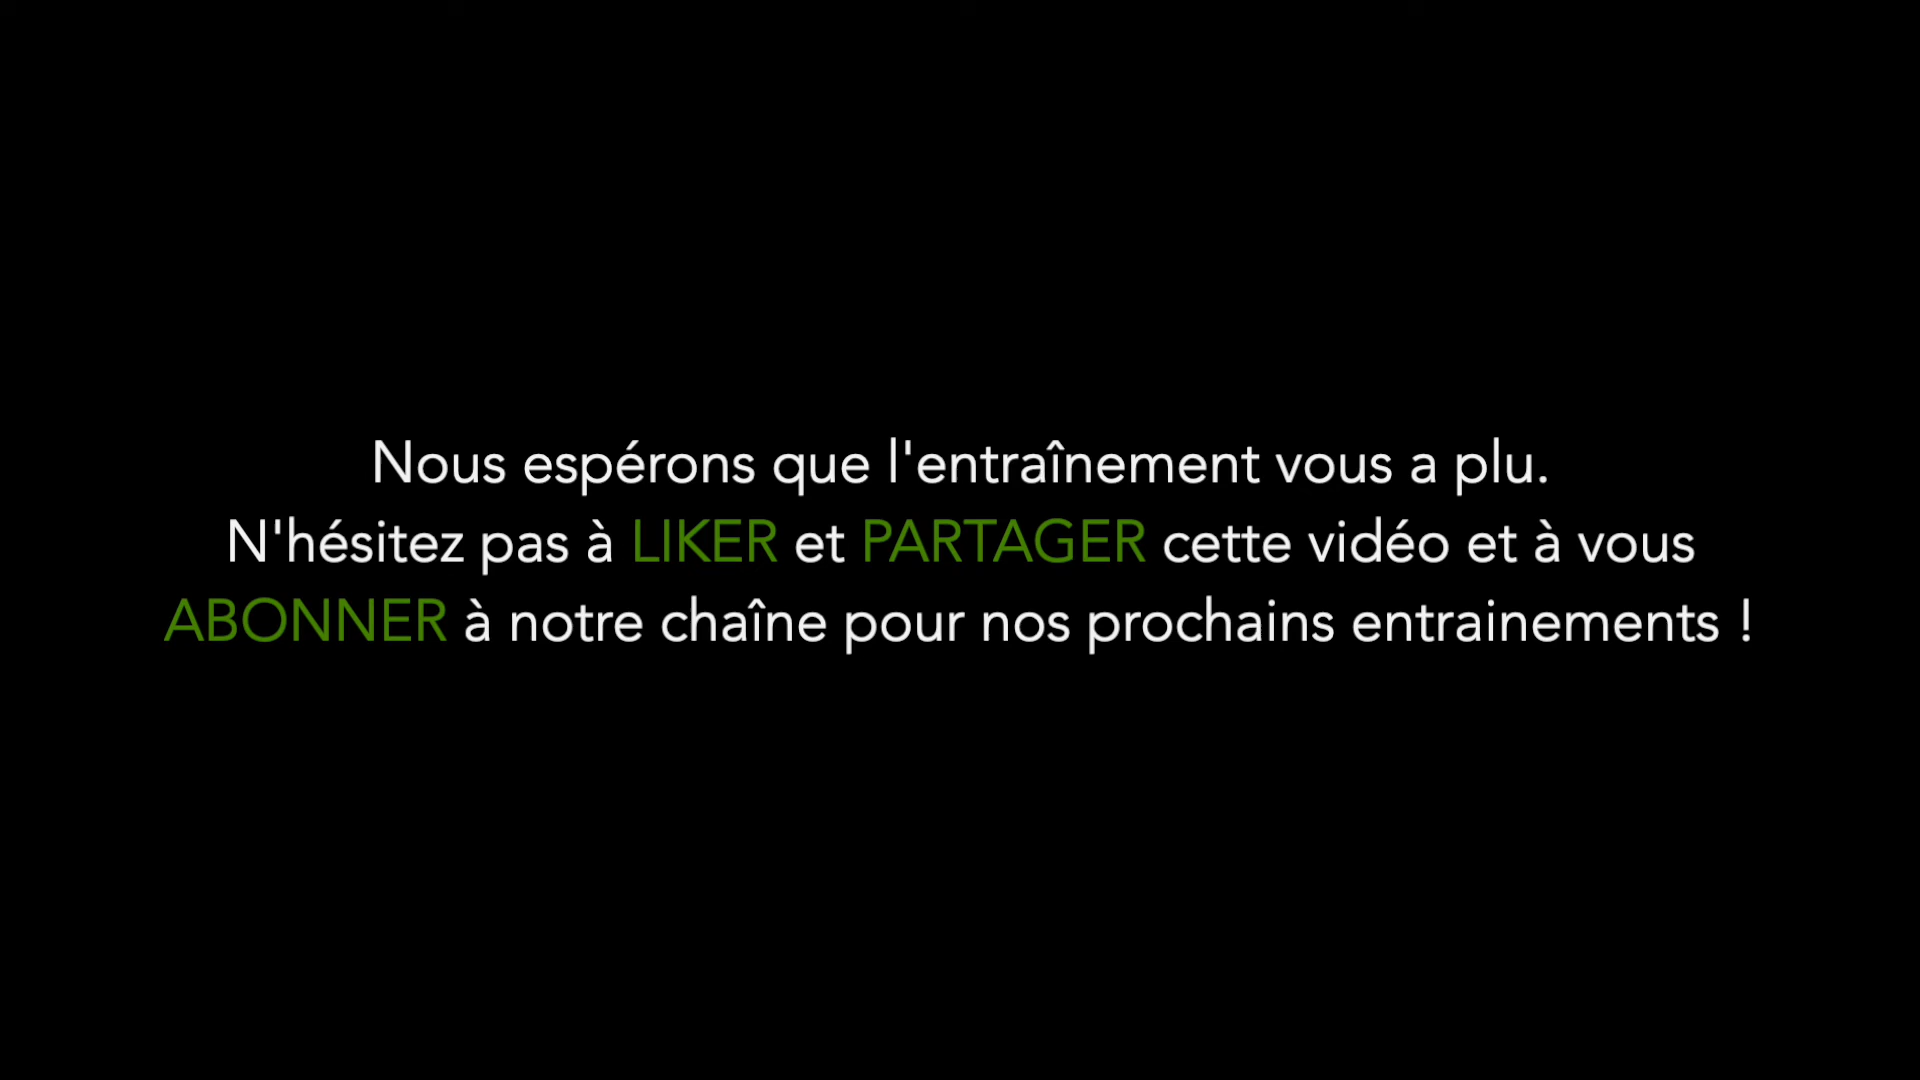 Nous espérons que l'entraînement vous a plu.
N'hésitez pas à LIKER et PARTAGER cette vidéo et à vous
ABONNER à notre chaîne pour nos prochains entrainements !